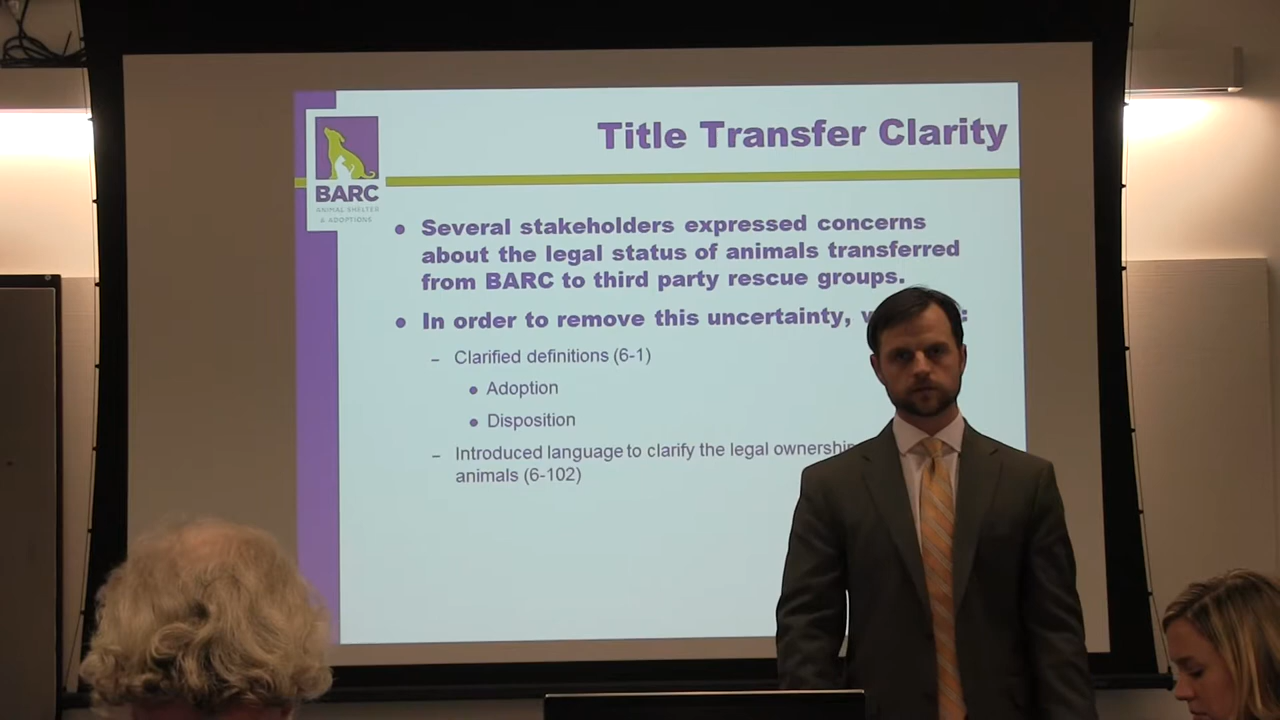 Title Transfer Clarity
BARC
ANIMAL SHELTER
& ADOPTIONS
• Several stakeholders expressed concerns
about the legal status of animals transferred
from BARC to third party rescue groups.
• In order to remove this uncertainty, :
– Clarified definitions (6-1)
• Adoption
• Disposition
– Introduced language to clarify the legal ownership
animals (6-102)